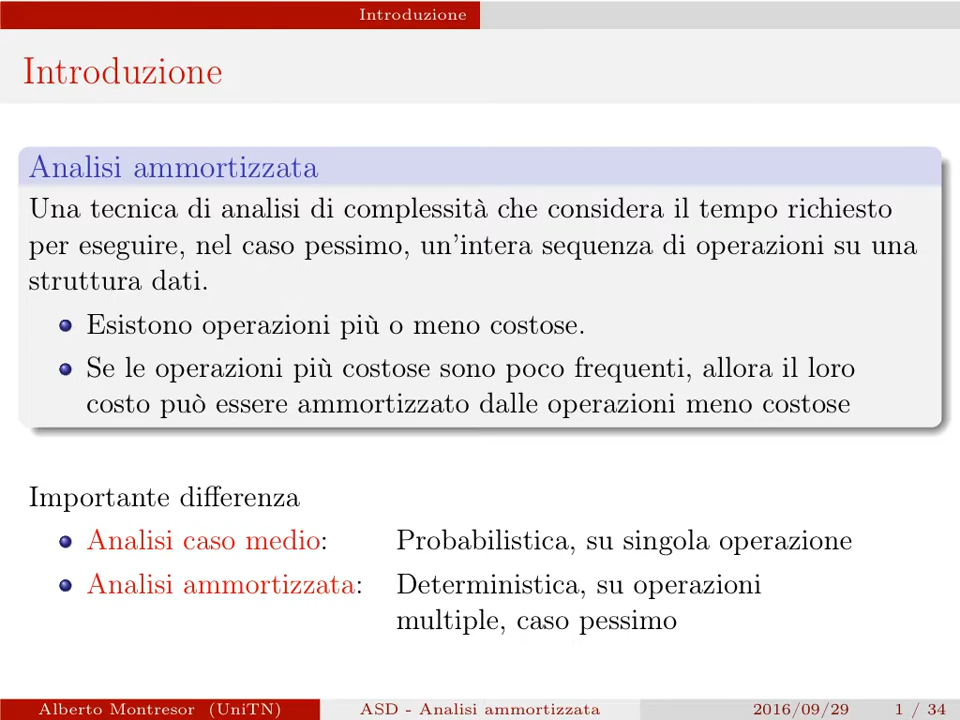 Introduzione
Introduzione
Analisi ammortizzata
Una tecnica di analisi di complessità che considera il tempo richiesto
per eseguire, nel caso pessimo, un'intera sequenza di operazioni su una
struttura dati.
Esistono operazioni più o meno costose.
Se le operazioni più costose sono poco frequenti, allora il loro
costo può essere ammortizzato dalle operazioni meno costose
Importante differenza
Analisi caso medio: Probabilistica, su singola operazione
Analisi ammortizzata: Deterministica, su operazioni
multiple, caso pessimo
Alberto Montresor (UniTN) ASD - Analisi ammortizzata 2016/09/29 1 / 34